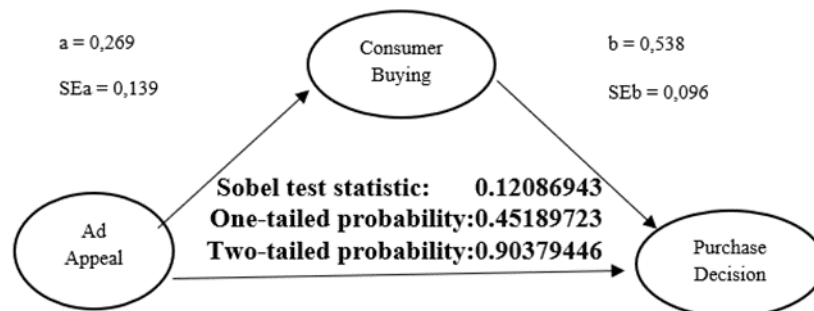 a = 0,269
SEa = 0,139
Consumer
Buying
b = 0,538
SEb = 0,096
Sobel test statistic: 0.12086943
One-tailed probability:0.45189723
Two-tailed probability:0.90379446
Ad
Appeal
Purchase
Decision